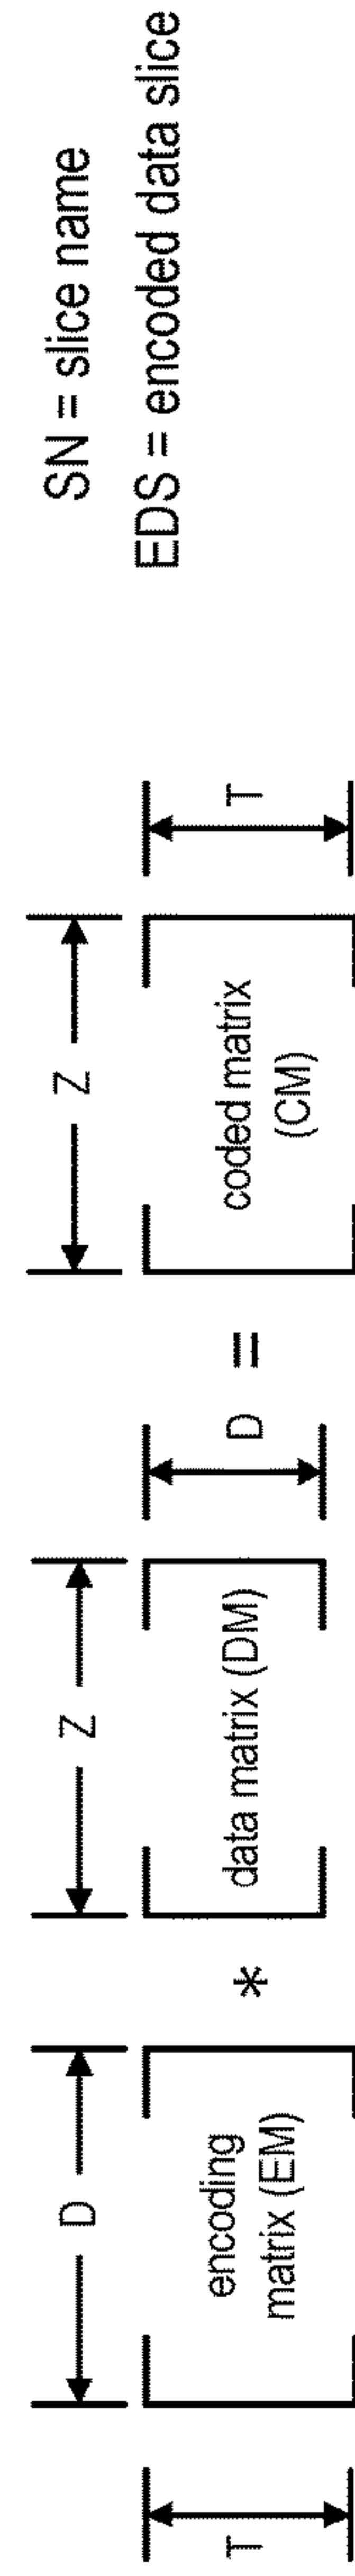 T
D
encoding
matrix (EM)
*
Z
data matrix (DM)
D
=
Z
coded matrix
(CM)
T
SN = slice name
EDS = encoded data slice